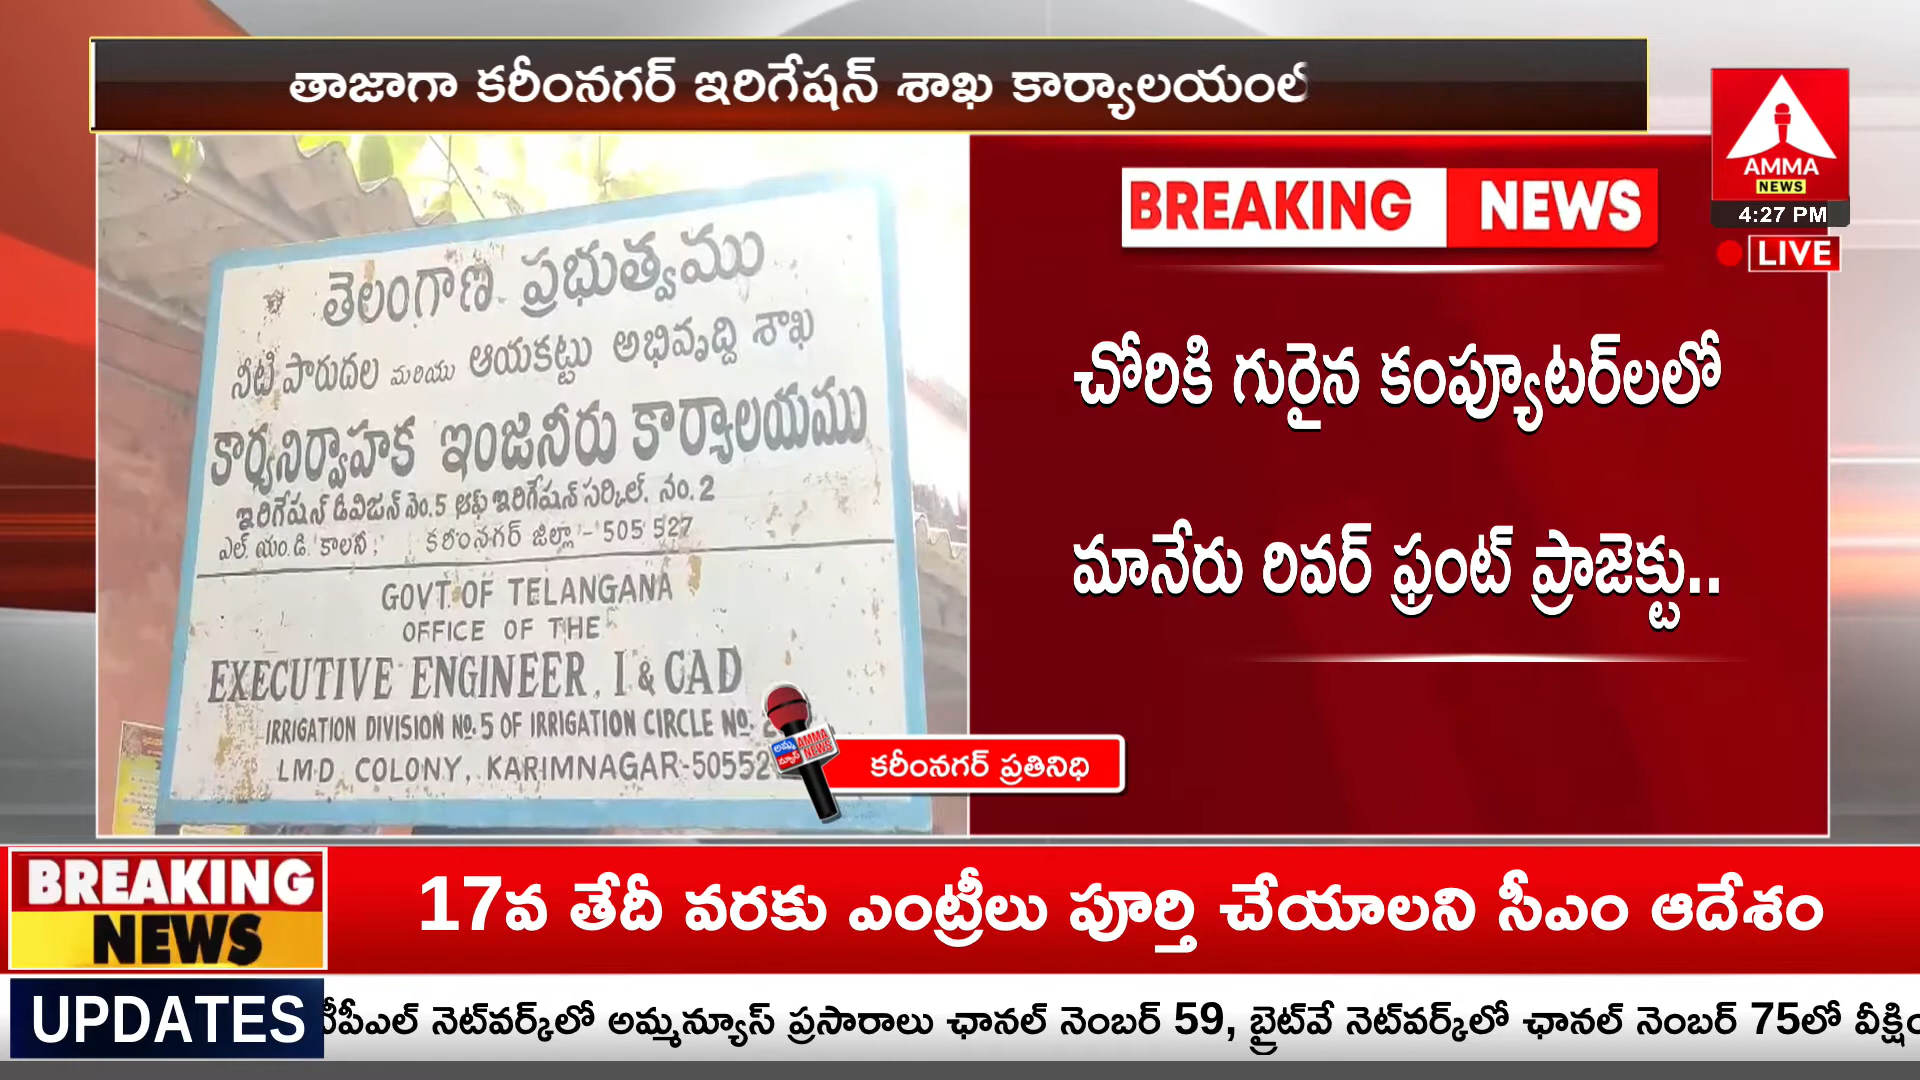 తాజాగా కరీంనగర్ ఇరిగేషన్ శాఖ
AMMA
NEWS
4:27 PM
LIVE
BREAKING NEWS
తెలంగాణ ప్రభుత్వము
నీటి పారుదల మరియు ఆయకట్టు అభివృద్ది శాఖ
కార్యనిర్వాహక ఇంజనీరు కార్యాలయము
ఇరిగేషన్ డివిజన్ నెం.5 ఆఫ్ ఇరిగేషన్ సర్కిల్. నం.2
ఎల్. యం.డి. కాలనీ, కరీంనగర్ జిల్లా - 505 527
GOVT. OF TELANGANA
OFFICE OF THE
EXECUTIVE ENGINEER, I & CAD
IRRIGATION DIVISION No. 5 OF IRRIGATION CIRCLE No.
LMD. COLONY, KARIMNAGAR-
చోరికి గురైన కంప్యూటర్‌లలో
మానేరు రివర్ ఫ్రంట్ ప్రాజెక్టు..
అమ్మ న్యూస్ AMMA NEWS
కరీంనగర్ ప్రతినిధి
BREAKING NEWS
17వ తేదీ వరకు ఎంట్రీలు పూర్తి చేయాలని సీఎం ఆదేశం
UPDATES
నెట్‌వర్క్‌లో అమ్మన్యూస్ ప్రసారాలు ఛానల్ నెంబర్ 59, బ్రైట్‌వే నెట్‌వర్క్‌లో ఛానల్ నెంబర్ 75లో